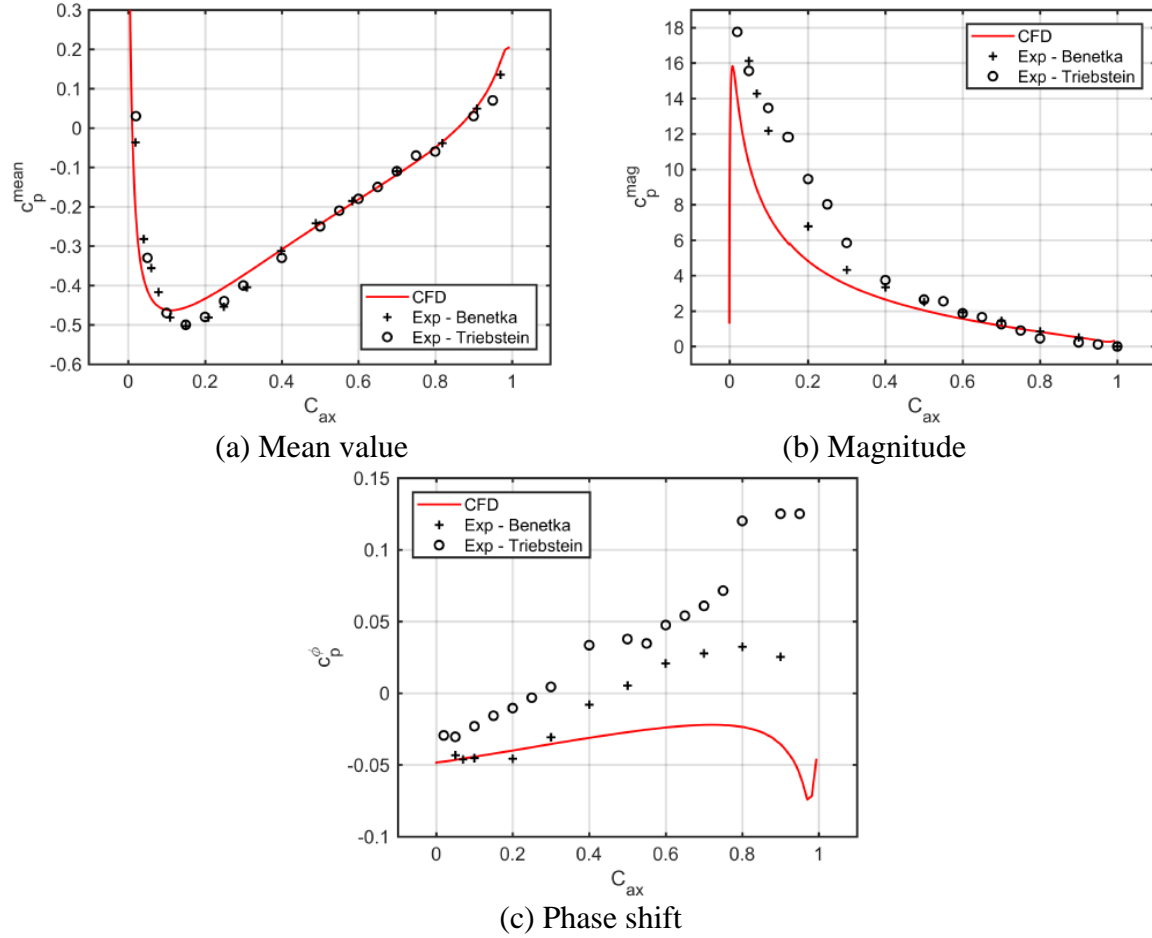 0.3
0.2
0.1
0
-0.1
-0.2
-0.3
-0.4
-0.5
-0.6
c_p^mean
0 0.2 0.4 0.6 0.8 1
C_ax
CFD
Exp - Benetka
Exp - Triebstein
(a) Mean value
18
16
14
12
10
8
6
4
2
0
c_p^mag
0 0.2 0.4 0.6 0.8 1
C_ax
CFD
Exp - Benetka
Exp - Triebstein
(b) Magnitude
0.15
0.1
0.05
0
-0.05
-0.1
c_p^ϕ
0 0.2 0.4 0.6 0.8 1
C_ax
CFD
Exp - Benetka
Exp - Triebstein
(c) Phase shift